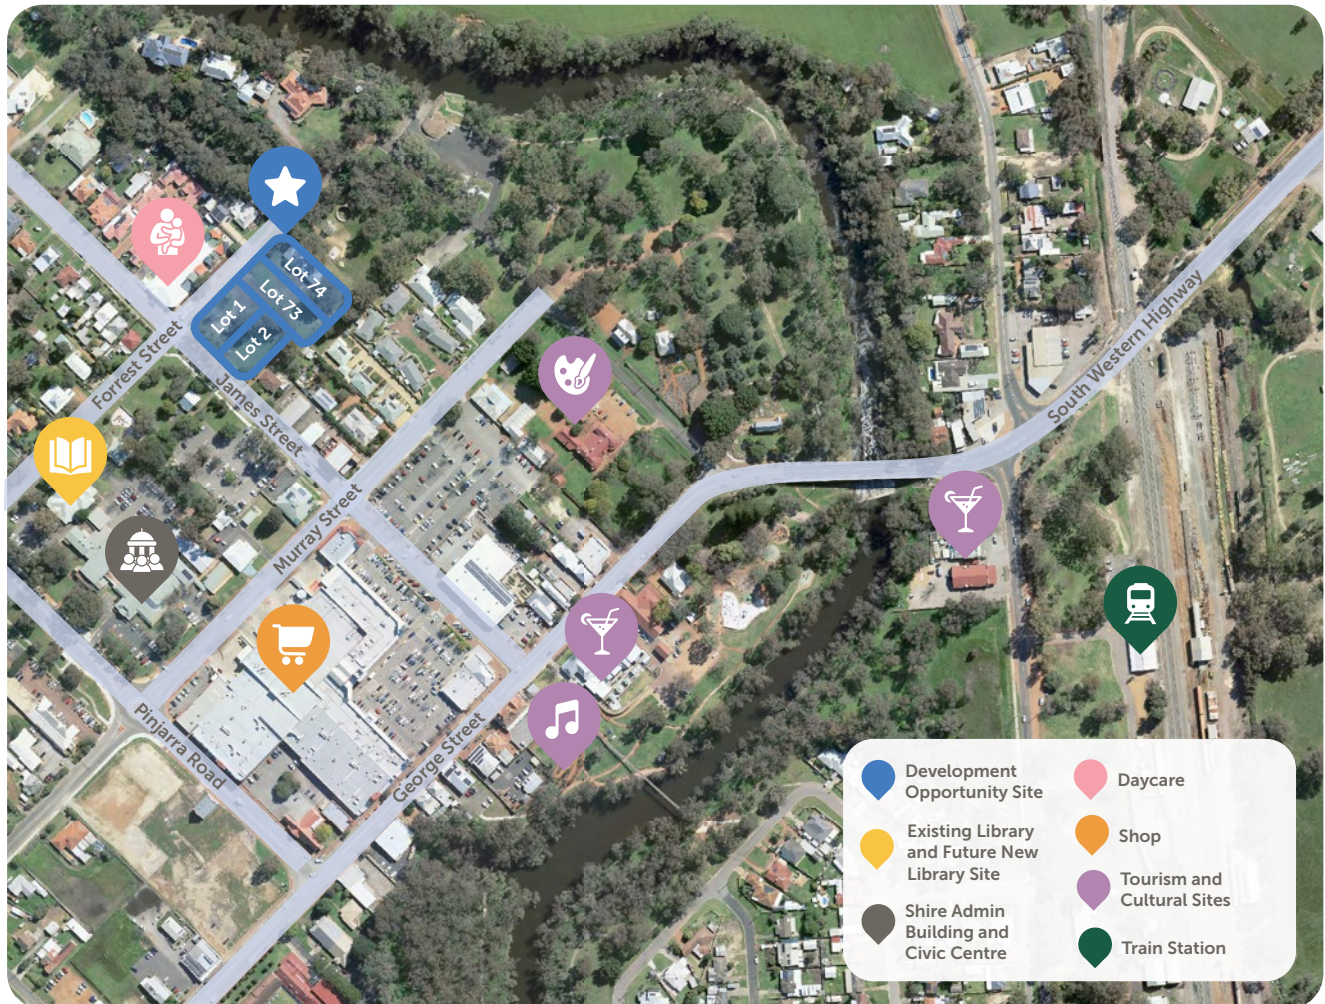 Lot 74
Lot 73
Lot 1
Lot 2
Forrest Street
James Street
South Western Highway
Murray Street
Pinjarra Road
George Street
Development
Opportunity Site
Existing Library
and Future New
Library Site
Shire Admin
Building and
Civic Centre
Daycare
Shop
Tourism and
Cultural Sites
Train Station